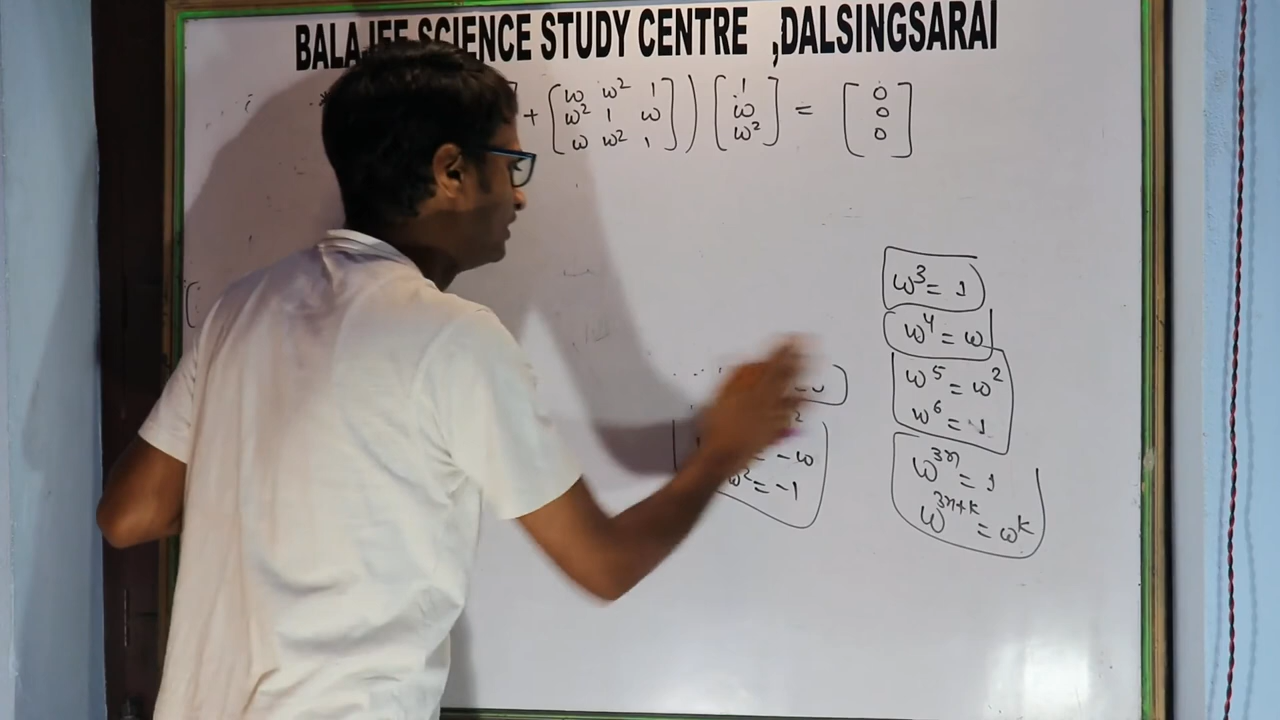 BALAJEE SCIENCE STUDY CENTRE ,DALSINGSARAI
+ [ω ω² 1] ) [1] = [0]
[ω² 1 ω] [ω] [0]
[ω ω² 1] [ω²] [0]
ω³ = 1
ω⁴ = ω
ω⁵ = ω²
ω⁶ = 1
= -ω
ω² = -1
ω³ⁿ = 1
ω³ⁿ⁺ᵏ = ωᵏ